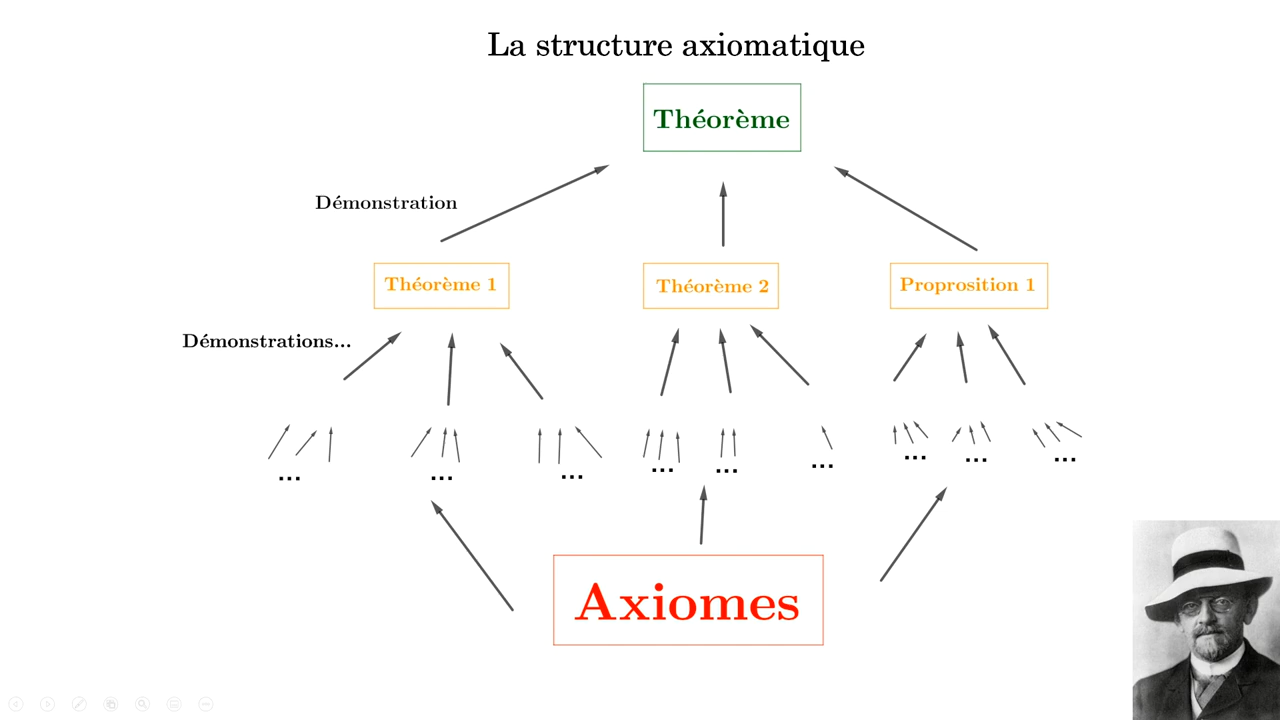 La structure axiomatique
Théorème
Démonstration
Théorème 1
Théorème 2
Proprosition 1
Démonstrations...
... ... ... ... ... ... ... ... ...
Axiomes